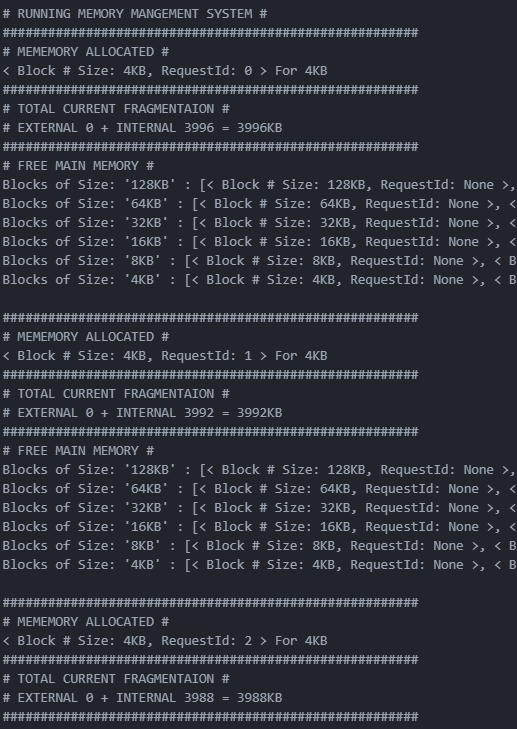 # RUNNING MEMORY MANGEMENT SYSTEM #
#######################################################
# MEMEMORY ALLOCATED #
< Block # Size: 4KB, RequestId: 0 > For 4KB
#######################################################
# TOTAL CURRENT FRAGMENTAION #
# EXTERNAL 0 + INTERNAL 3996 = 3996KB
#######################################################
# FREE MAIN MEMORY #
Blocks of Size: '128KB' : [< Block # Size: 128KB, RequestId: None >,
Blocks of Size: '64KB' : [< Block # Size: 64KB, RequestId: None >, <
Blocks of Size: '32KB' : [< Block # Size: 32KB, RequestId: None >, <
Blocks of Size: '16KB' : [< Block # Size: 16KB, RequestId: None >, <
Blocks of Size: '8KB' : [< Block # Size: 8KB, RequestId: None >, < B
Blocks of Size: '4KB' : [< Block # Size: 4KB, RequestId: None >, < B
#######################################################
# MEMEMORY ALLOCATED #
< Block # Size: 4KB, RequestId: 1 > For 4KB
#######################################################
# TOTAL CURRENT FRAGMENTAION #
# EXTERNAL 0 + INTERNAL 3992 = 3992KB
#######################################################
# FREE MAIN MEMORY #
Blocks of Size: '128KB' : [< Block # Size: 128KB, RequestId: None >,
Blocks of Size: '64KB' : [< Block # Size: 64KB, RequestId: None >, <
Blocks of Size: '32KB' : [< Block # Size: 32KB, RequestId: None >, <
Blocks of Size: '16KB' : [< Block # Size: 16KB, RequestId: None >, <
Blocks of Size: '8KB' : [< Block # Size: 8KB, RequestId: None >, < B
Blocks of Size: '4KB' : [< Block # Size: 4KB, RequestId: None >, < B
#######################################################
# MEMEMORY ALLOCATED #
< Block # Size: 4KB, RequestId: 2 > For 4KB
#######################################################
# TOTAL CURRENT FRAGMENTAION #
# EXTERNAL 0 + INTERNAL 3988 = 3988KB
#######################################################